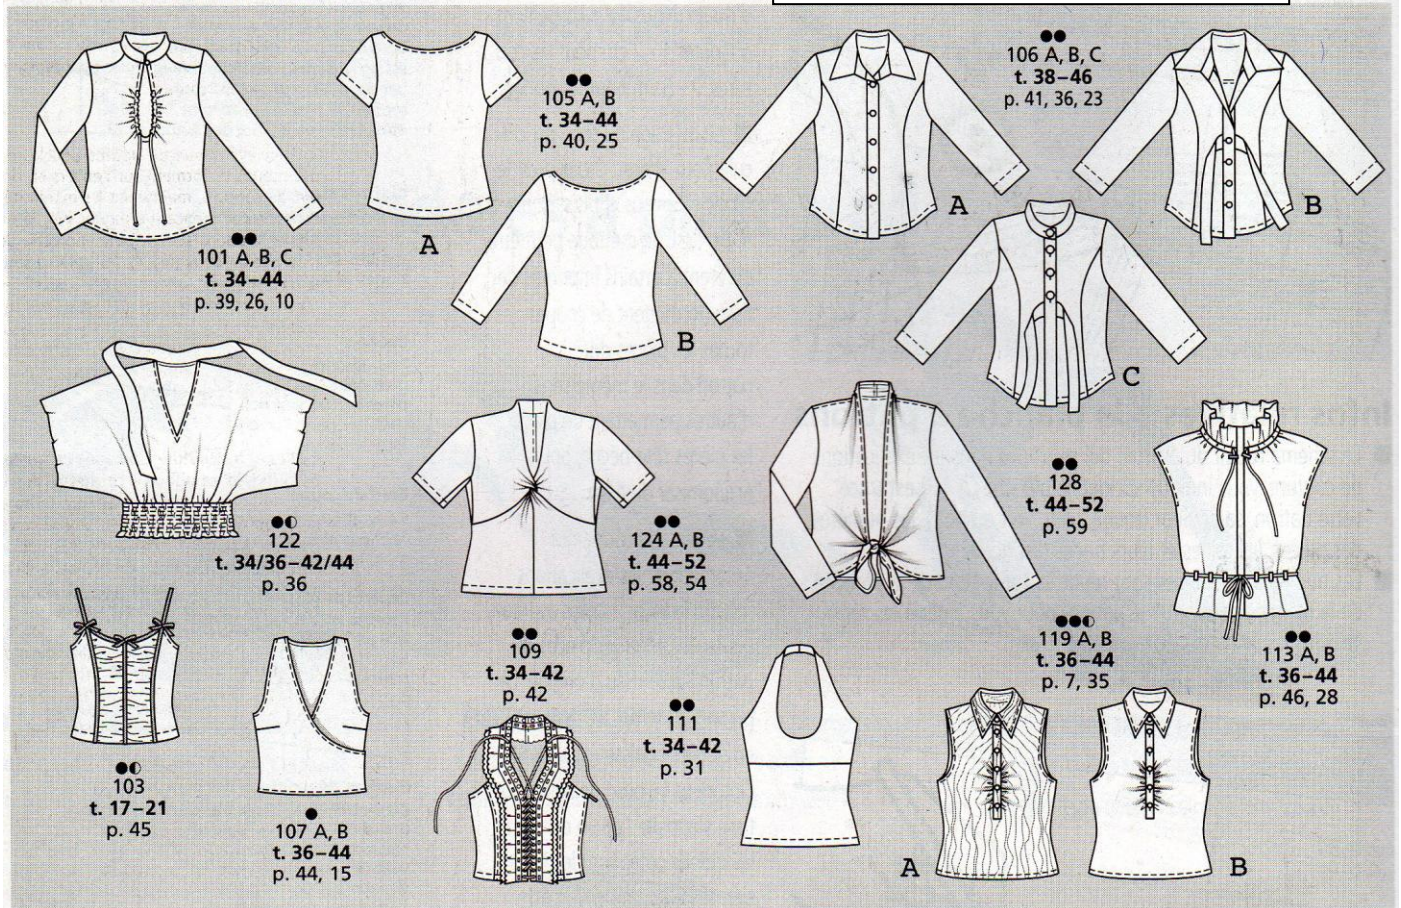 ●●
101 A, B, C
t. 34–44
p. 39, 26, 10
A
●●
105 A, B
t. 34–44
p. 40, 25
B
●●
106 A, B, C
t. 38–46
p. 41, 36, 23
A
B
C
●◐
122
t. 34/36–42/44
p. 36
●●
124 A, B
t. 44–52
p. 58, 54
●●
128
t. 44–52
p. 59
●●
113 A, B
t. 36–44
p. 46, 28
●◐
103
t. 17–21
p. 45
●
107 A, B
t. 36–44
p. 44, 15
●●
109
t. 34–42
p. 42
●●
111
t. 34–42
p. 31
●●◐
119 A, B
t. 36–44
p. 7, 35
A
B